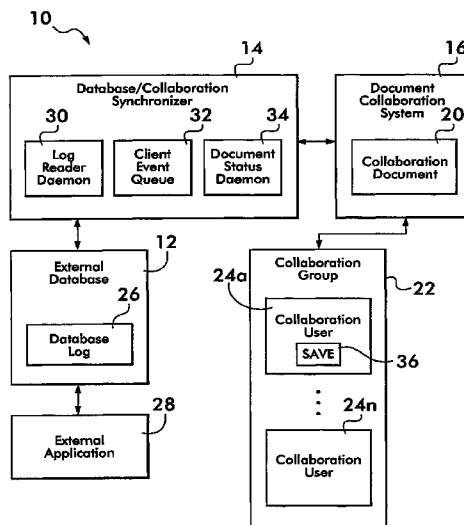 10
14
16
Database/Collaboration
Synchronizer
30
32
34
Log
Reader
Daemon
Client
Event
Queue
Document
Status
Daemon
Document
Collaboration
System
20
Collaboration
Document
External
Database
12
26
Database
Log
External
Application
28
Collaboration
Group
22
24a
Collaboration
User
SAVE
36
24n
Collaboration
User